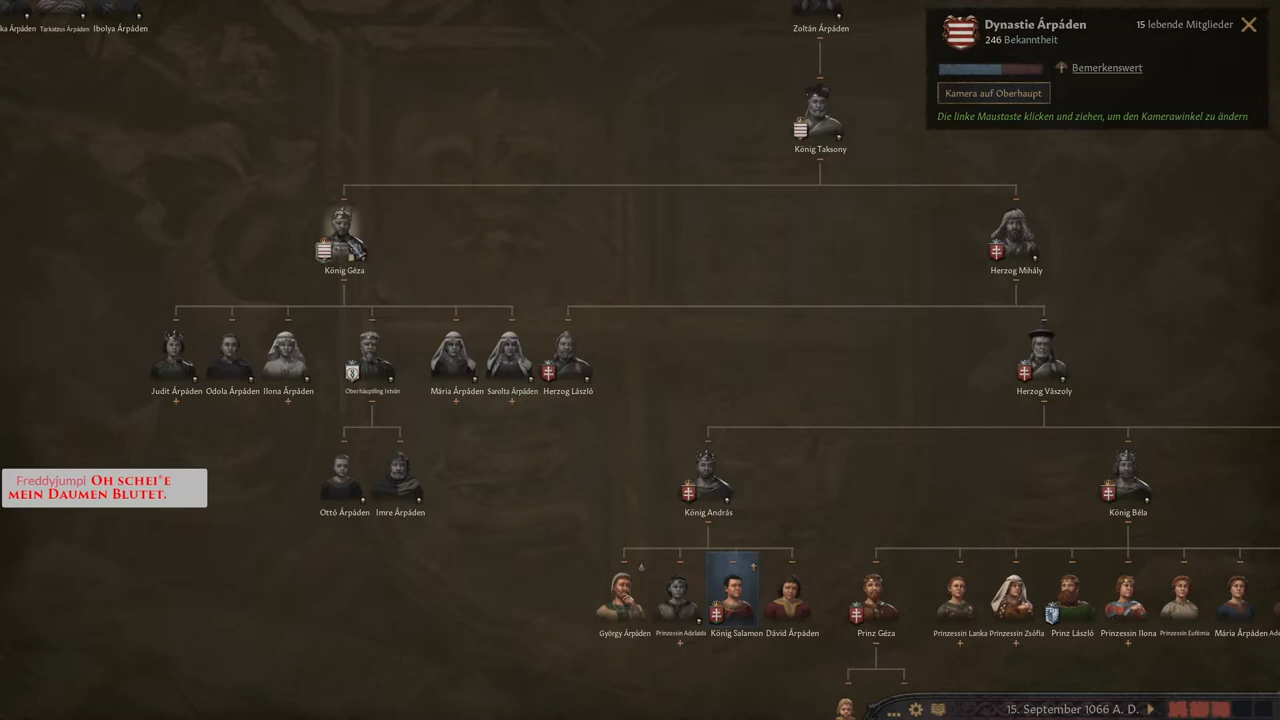 ka Árpáden
Tarkatzus Árpáden
Ibolya Árpáden
Zoltán Árpáden
Dynastie Árpáden
15 lebende Mitglieder
246 Bekanntheit
Bemerkenswert
Kamera auf Oberhaupt
Die linke Maustaste klicken und ziehen, um den Kamerawinkel zu ändern
König Taksony
König Géza
Herzog Mihály
Judit Árpáden
Odola Árpáden
Ilona Árpáden
Oberhäuptling István
Mária Árpáden
Sarolta Árpáden
Herzog László
Herzog Vászoly
Freddyjumpi OH SCHEI*E
MEIN DAUMEN BLUTET.
Ottó Árpáden
Imre Árpáden
König András
König Béla
György Árpáden
Prinzessin Adelaida
König Salamon
Dávid Árpáden
Prinz Géza
Prinzessin Lanka
Prinzessin Zsófia
Prinz László
Prinzessin Ilona
Prinzessin Eufémia
Mária Árpáden
Ade
15. September 1066 A. D.